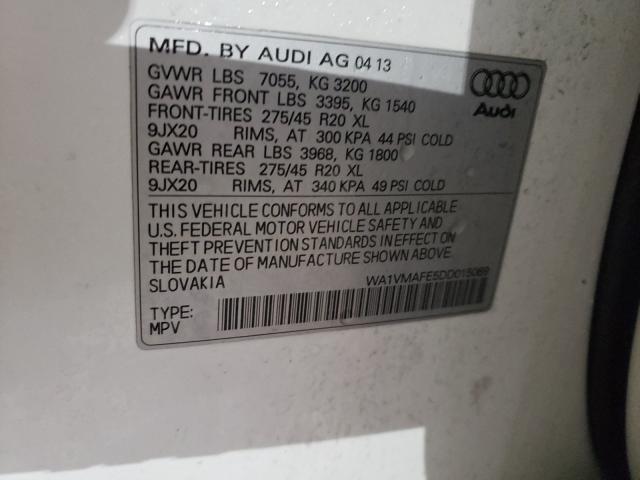 MFD. BY AUDI AG 04 13
GVWR LBS 7055, KG 3200
GAWR FRONT LBS 3395, KG 1540
FRONT-TIRES 275/45 R20 XL
9JX20 RIMS, AT 300 KPA 44 PSI COLD
GAWR REAR LBS 3968, KG 1800
REAR-TIRES 275/45 R20 XL
9JX20 RIMS, AT 340 KPA 49 PSI COLD
Audi
THIS VEHICLE CONFORMS TO ALL APPLICABLE
U.S. FEDERAL MOTOR VEHICLE SAFETY AND
THEFT PREVENTION STANDARDS IN EFFECT ON
THE DATE OF MANUFACTURE SHOWN ABOVE.
SLOVAKIA
WA1VMAFE5DD015069
TYPE:
MPV